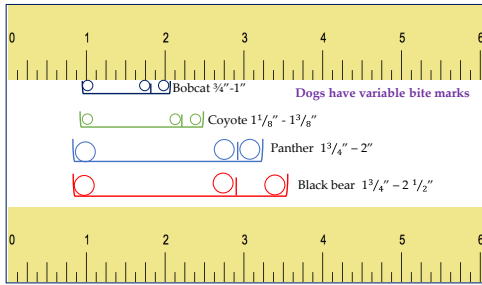 0 1 2 3 4 5 6
Bobcat ¾”-1”
Dogs have variable bite marks
Coyote 1¹/₈” - 1³/₈”
Panther 1³/₄” – 2”
Black bear 1³/₄” – 2 ¹/₂”
0 1 2 3 4 5 6